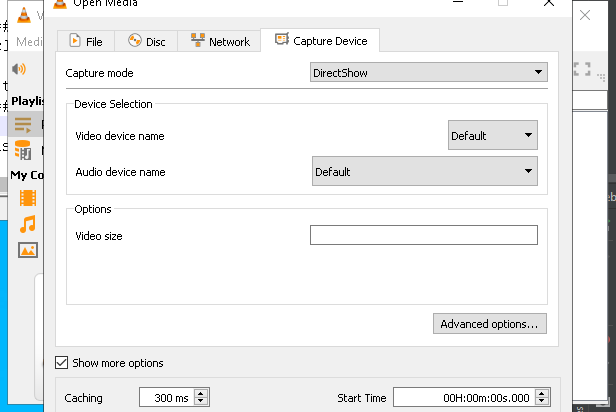 Open Media
Medi
File
Disc
Network
Capture Device
Capture mode
DirectShow
Playlis
Device Selection
Video device name
Default
Audio device name
Default
My Co
Options
Video size
Advanced options...
Show more options
Caching
300 ms
Start Time
00H:00m:00s.000